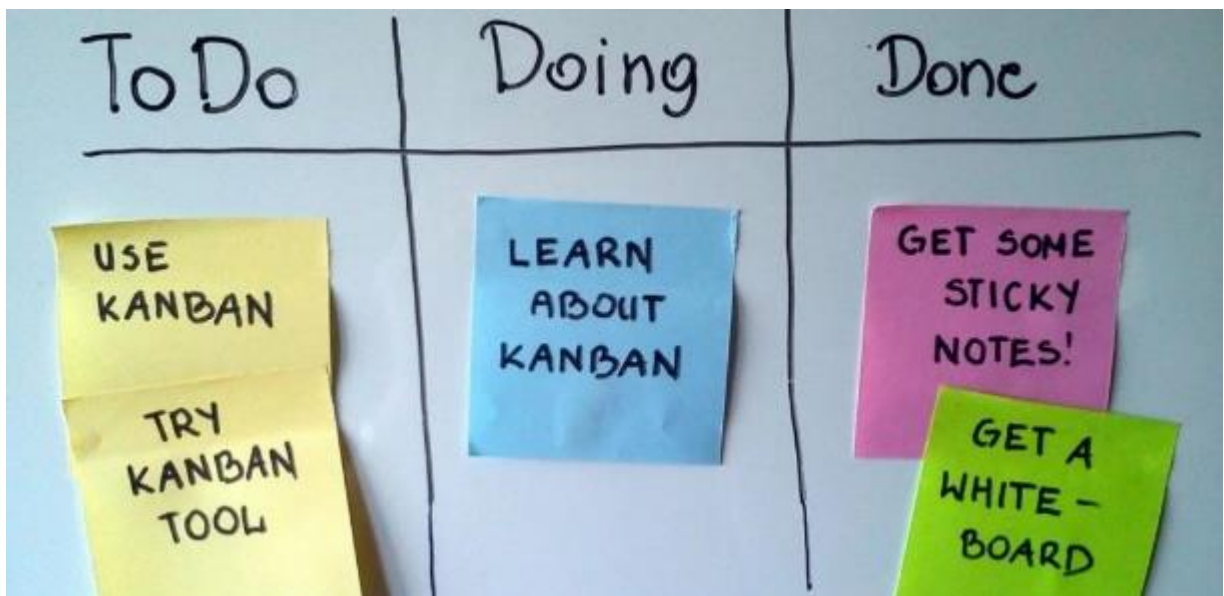 To Do
Doing
Done
USE
KANBAN
TRY
KANBAN
TOOL
LEARN
ABOUT
KANBAN
GET SOME
STICKY
NOTES!
GET A
WHITE -
BOARD